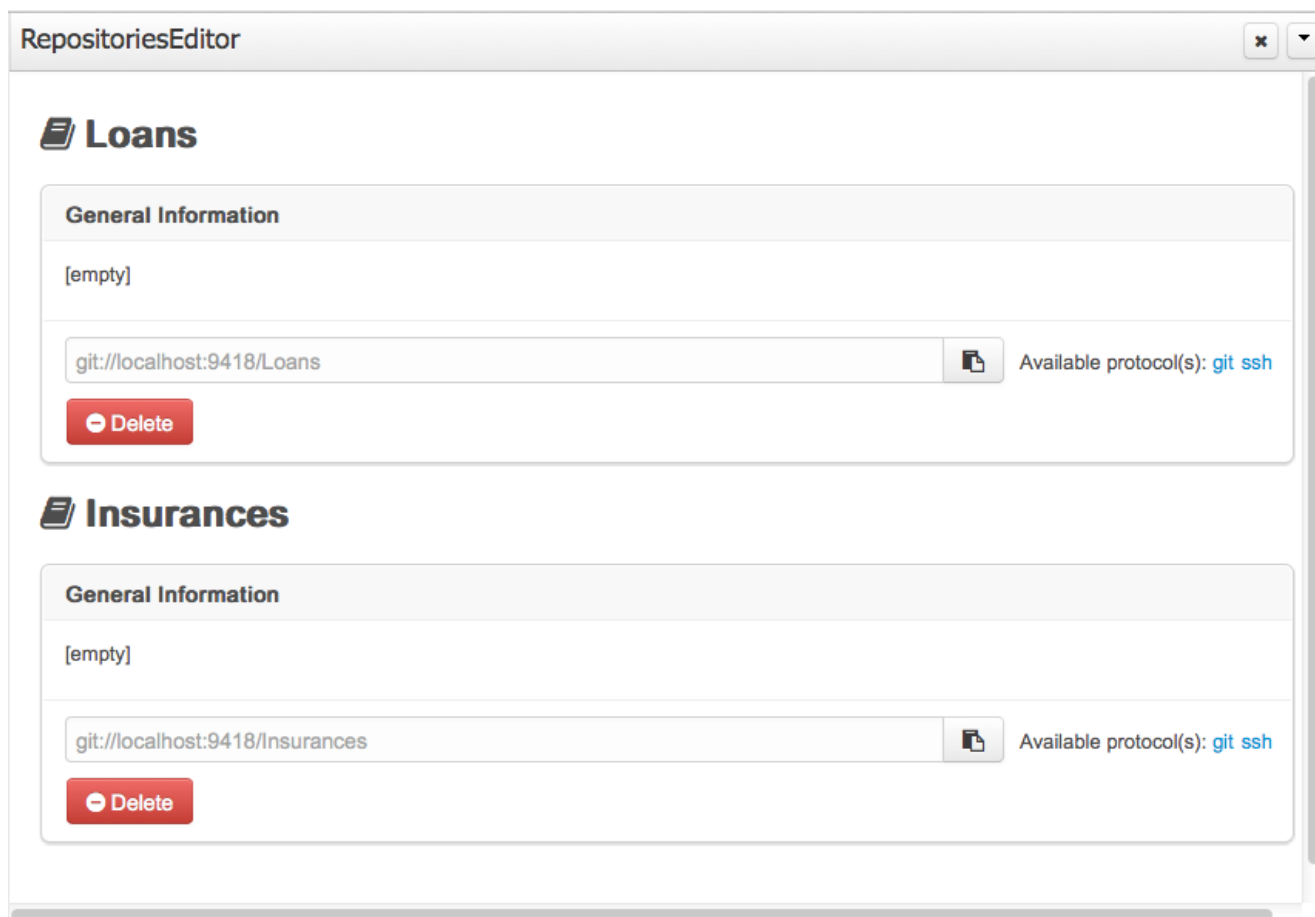 RepositoriesEditor
Loans
General Information
[empty]
git://localhost:9418/Loans
Available protocol(s): git ssh
Delete
Insurances
General Information
[empty]
git://localhost:9418/Insurances
Available protocol(s): git ssh
Delete